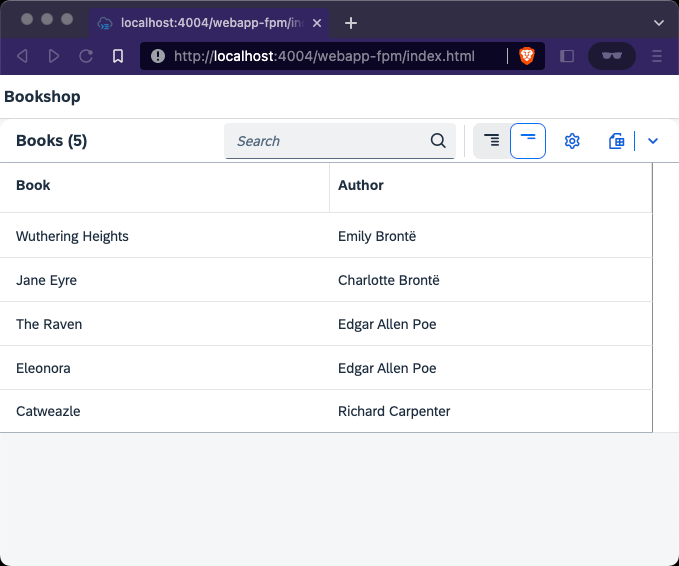 localhost:4004/webapp-fpm/in
http://localhost:4004/webapp-fpm/index.html
Bookshop
Books (5)
Search
Book Author
Wuthering Heights Emily Brontë
Jane Eyre Charlotte Brontë
The Raven Edgar Allen Poe
Eleonora Edgar Allen Poe
Catweazle Richard Carpenter